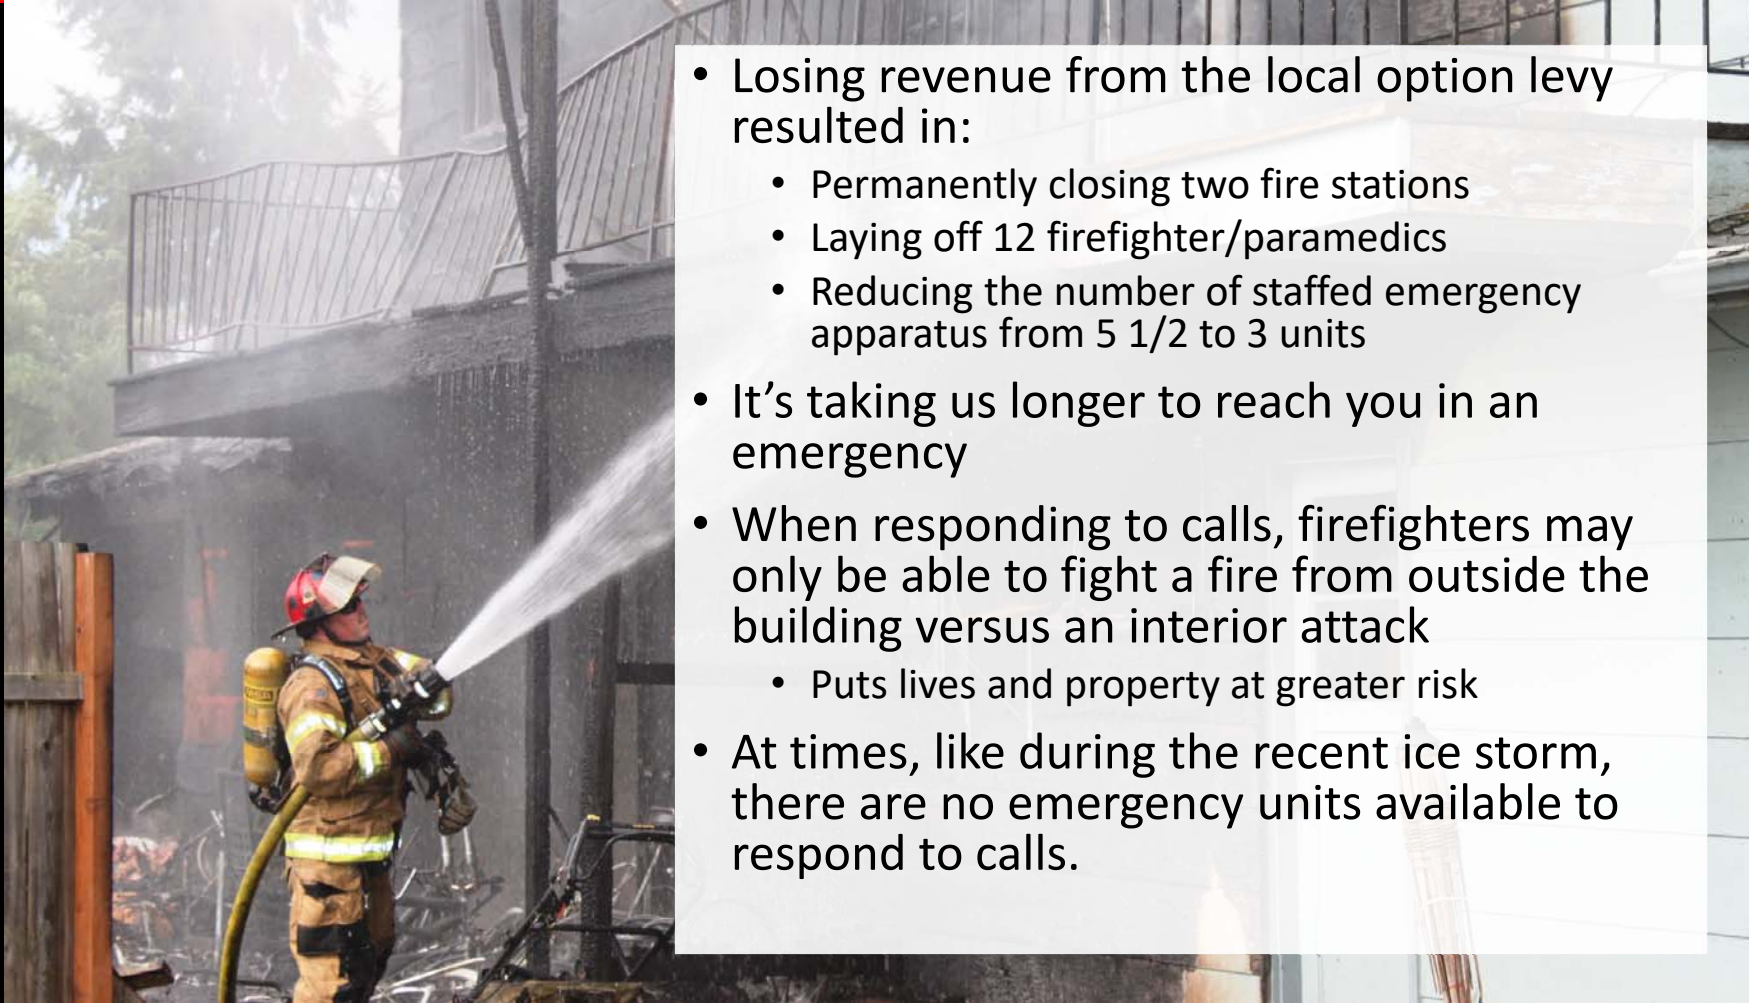 • Losing revenue from the local option levy
resulted in:
• Permanently closing two fire stations
• Laying off 12 firefighter/paramedics
• Reducing the number of staffed emergency
apparatus from 5 1/2 to 3 units
• It’s taking us longer to reach you in an
emergency
• When responding to calls, firefighters may
only be able to fight a fire from outside the
building versus an interior attack
• Puts lives and property at greater risk
• At times, like during the recent ice storm,
there are no emergency units available to
respond to calls.